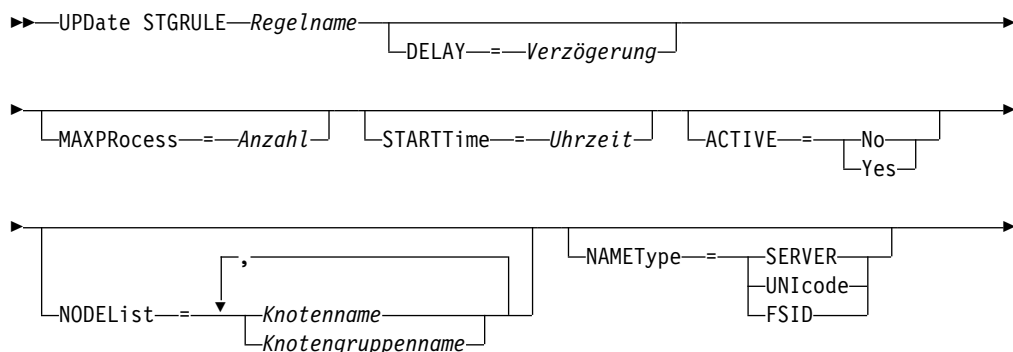 UPDate STGRULE Regelname
DELAY = Verzögerung
MAXPRocess = Anzahl STARTTime = Uhrzeit ACTIVE = No
Yes
,
NODEList = Knotenname
Knotengruppenname
NAMEType = SERVER
UNIcode
FSID